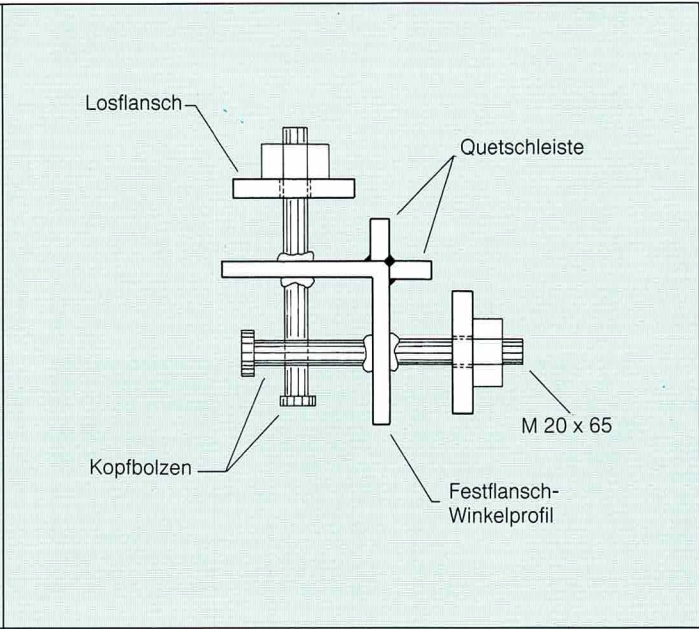 Losflansch
Quetschleiste
M 20 x 65
Kopfbolzen
Festflansch-
Winkelprofil